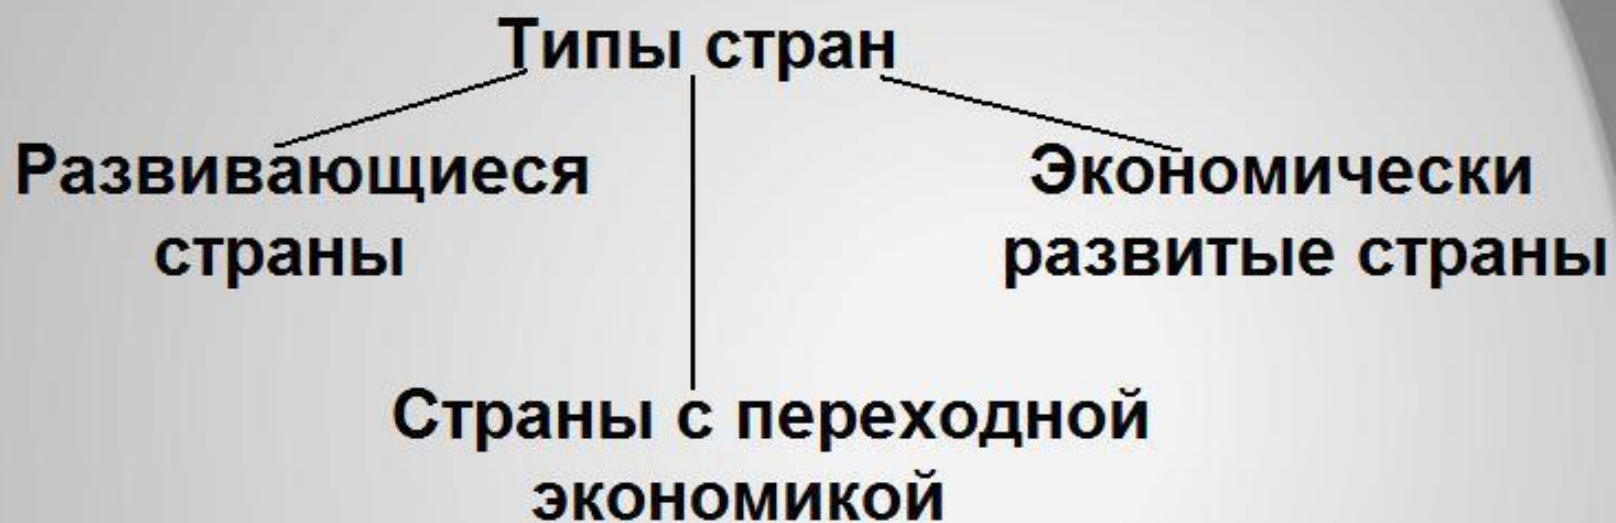 Типы стран
Развивающиеся
страны
Экономически
развитые страны
Страны с переходной
экономикой